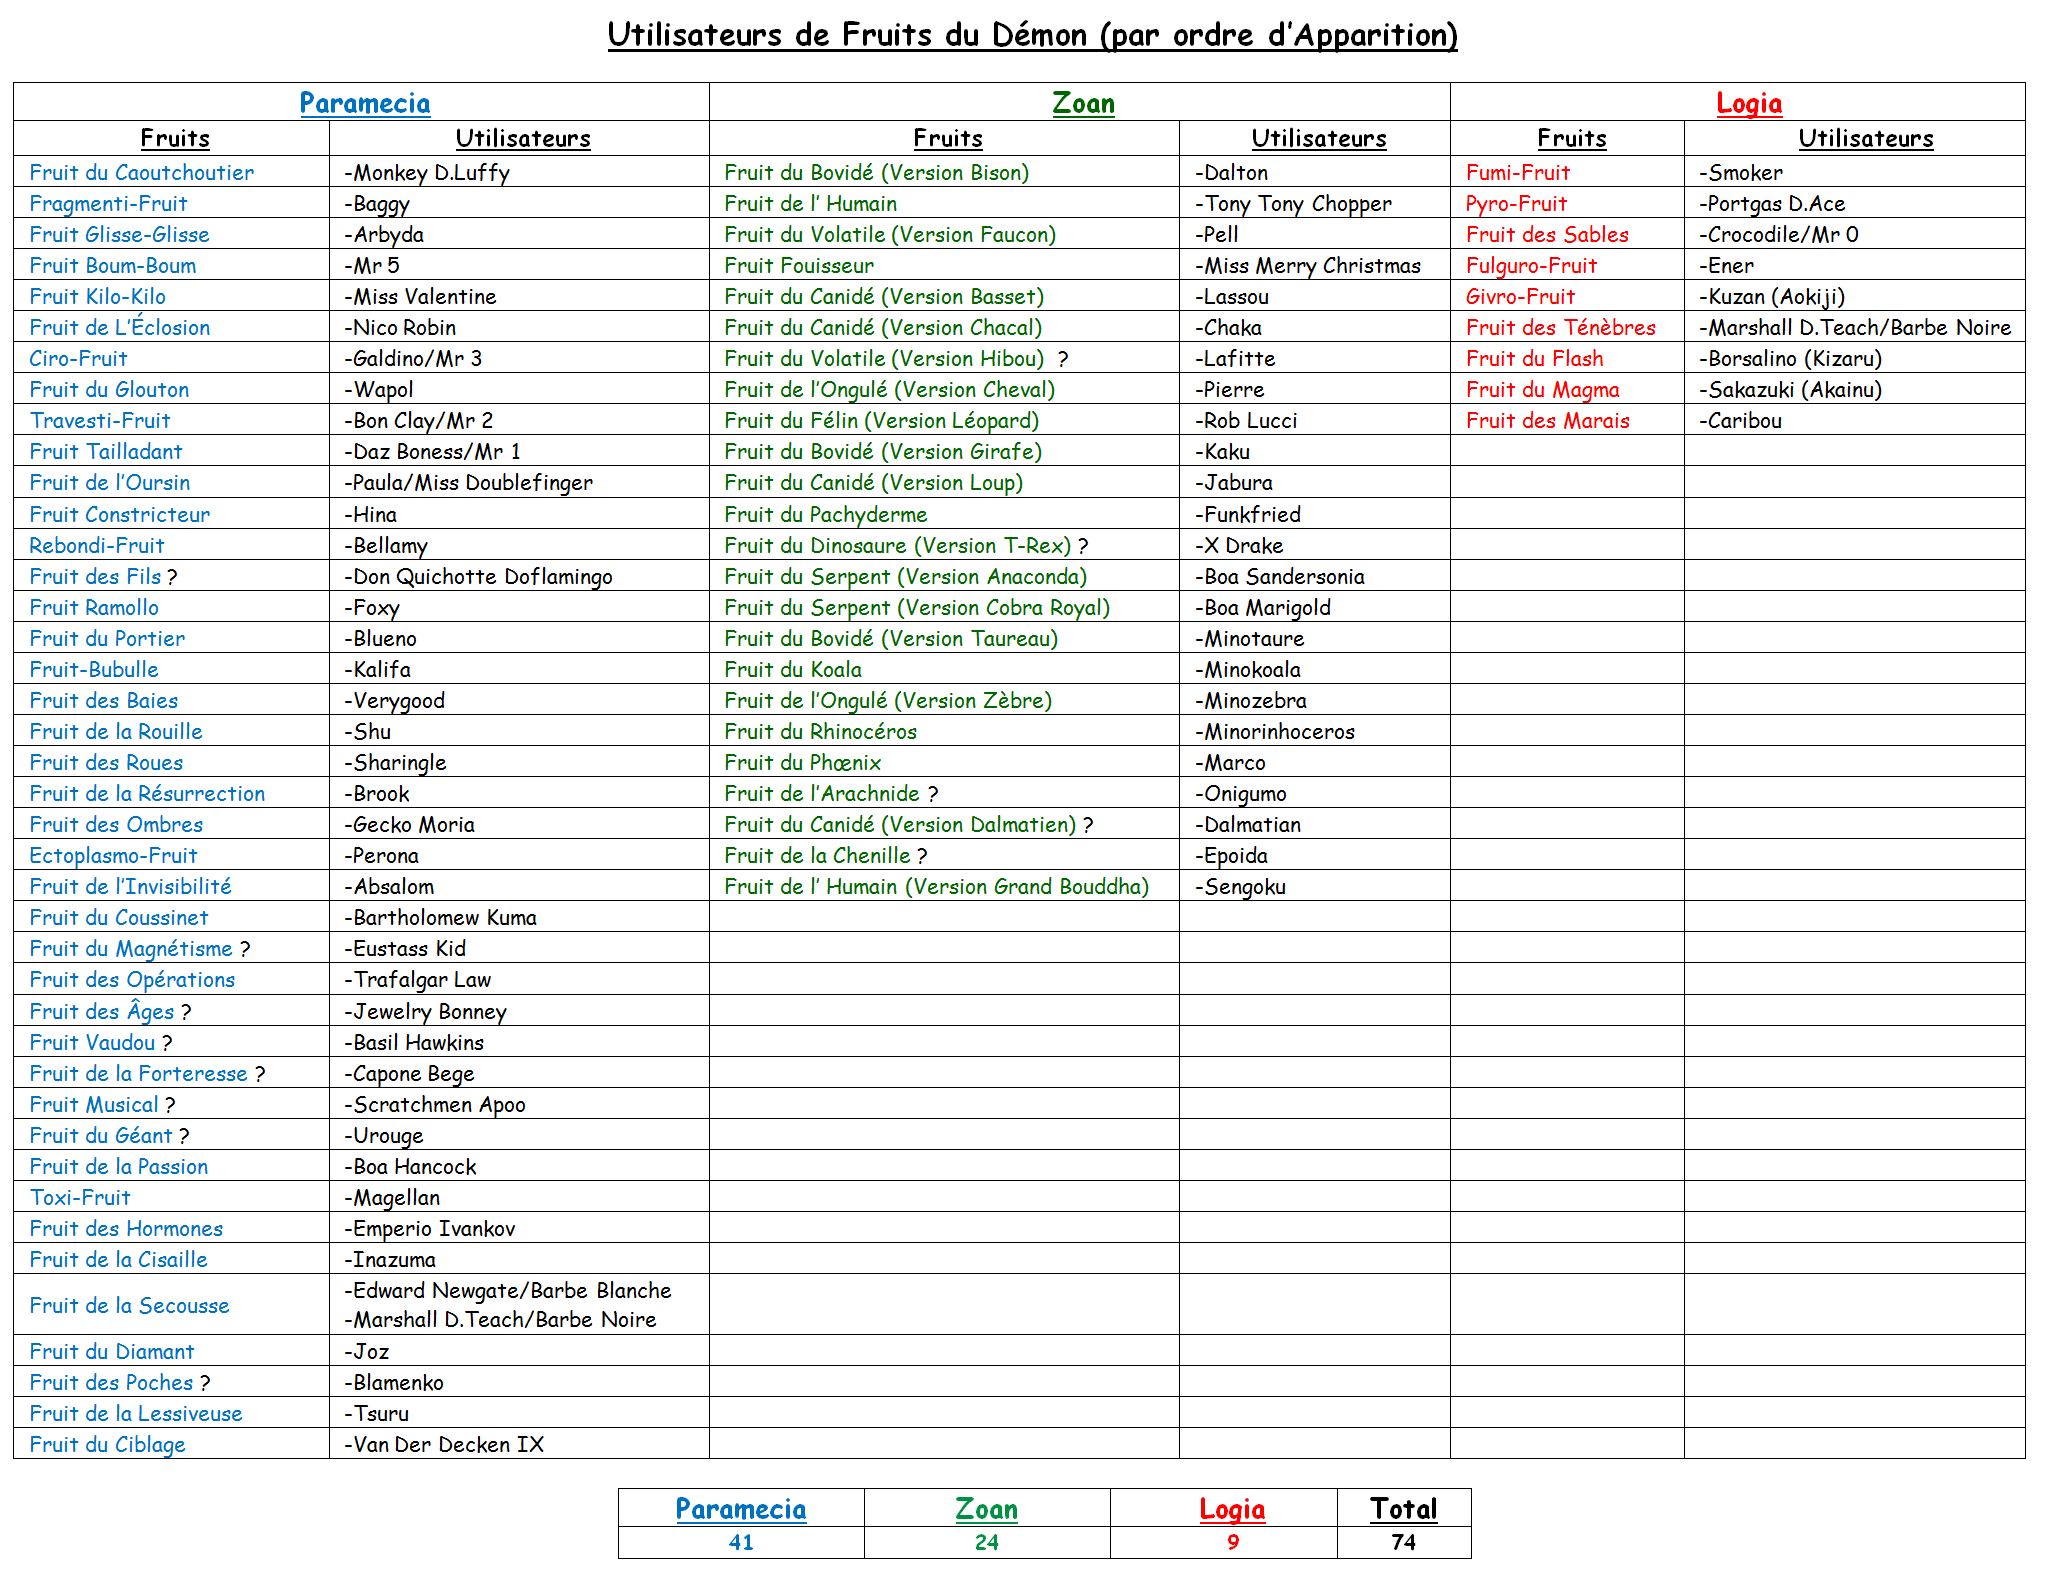 Utilisateurs de Fruits du Démon (par ordre d’Apparition)
Paramecia Zoan Logia
Fruits Utilisateurs Fruits Utilisateurs Fruits Utilisateurs
Fruit du Caoutchoutier -Monkey D.Luffy Fruit du Bovidé (Version Bison) -Dalton Fumi-Fruit -Smoker
Fragmenti-Fruit -Baggy Fruit de l’ Humain -Tony Tony Chopper Pyro-Fruit -Portgas D.Ace
Fruit Glisse-Glisse -Arbyda Fruit du Volatile (Version Faucon) -Pell Fruit des Sables -Crocodile/Mr 0
Fruit Boum-Boum -Mr 5 Fruit Fouisseur -Miss Merry Christmas Fulguro-Fruit -Ener
Fruit Kilo-Kilo -Miss Valentine Fruit du Canidé (Version Basset) -Lassou Givro-Fruit -Kuzan (Aokiji)
Fruit de L’Éclosion -Nico Robin Fruit du Canidé (Version Chacal) -Chaka Fruit des Ténèbres -Marshall D.Teach/Barbe Noire
Ciro-Fruit -Galdino/Mr 3 Fruit du Volatile (Version Hibou) ? -Lafitte Fruit du Flash -Borsalino (Kizaru)
Fruit du Glouton -Wapol Fruit de l’Ongulé (Version Cheval) -Pierre Fruit du Magma -Sakazuki (Akainu)
Travesti-Fruit -Bon Clay/Mr 2 Fruit du Félin (Version Léopard) -Rob Lucci Fruit des Marais -Caribou
Fruit Tailladant -Daz Boness/Mr 1 Fruit du Bovidé (Version Girafe) -Kaku
Fruit de l’Oursin -Paula/Miss Doublefinger Fruit du Canidé (Version Loup) -Jabura
Fruit Constricteur -Hina Fruit du Pachyderme -Funkfried
Rebondi-Fruit -Bellamy Fruit du Dinosaure (Version T-Rex) ? -X Drake
Fruit des Fils ? -Don Quichotte Doflamingo Fruit du Serpent (Version Anaconda) -Boa Sandersonia
Fruit Ramollo -Foxy Fruit du Serpent (Version Cobra Royal) -Boa Marigold
Fruit du Portier -Blueno Fruit du Bovidé (Version Taureau) -Minotaure
Fruit-Bubulle -Kalifa Fruit du Koala -Minokoala
Fruit des Baies -Verygood Fruit de l’Ongulé (Version Zèbre) -Minozebra
Fruit de la Rouille -Shu Fruit du Rhinocéros -Minorinhoceros
Fruit des Roues -Sharingle Fruit du Phœnix -Marco
Fruit de la Résurrection -Brook Fruit de l’Arachnide ? -Onigumo
Fruit des Ombres -Gecko Moria Fruit du Canidé (Version Dalmatien) ? -Dalmatian
Ectoplasmo-Fruit -Perona Fruit de la Chenille ? -Epoida
Fruit de l’Invisibilité -Absalom Fruit de l’ Humain (Version Grand Bouddha) -Sengoku
Fruit du Coussinet -Bartholomew Kuma
Fruit du Magnétisme ? -Eustass Kid
Fruit des Opérations -Trafalgar Law
Fruit des Âges ? -Jewelry Bonney
Fruit Vaudou ? -Basil Hawkins
Fruit de la Forteresse ? -Capone Bege
Fruit Musical ? -Scratchmen Apoo
Fruit du Géant ? -Urouge
Fruit de la Passion -Boa Hancock
Toxi-Fruit -Magellan
Fruit des Hormones -Emperio Ivankov
Fruit de la Cisaille -Inazuma
Fruit de la Secousse -Edward Newgate/Barbe Blanche
-Marshall D.Teach/Barbe Noire
Fruit du Diamant -Joz
Fruit des Poches ? -Blamenko
Fruit de la Lessiveuse -Tsuru
Fruit du Ciblage -Van Der Decken IX
Paramecia Zoan Logia Total
41 24 9 74